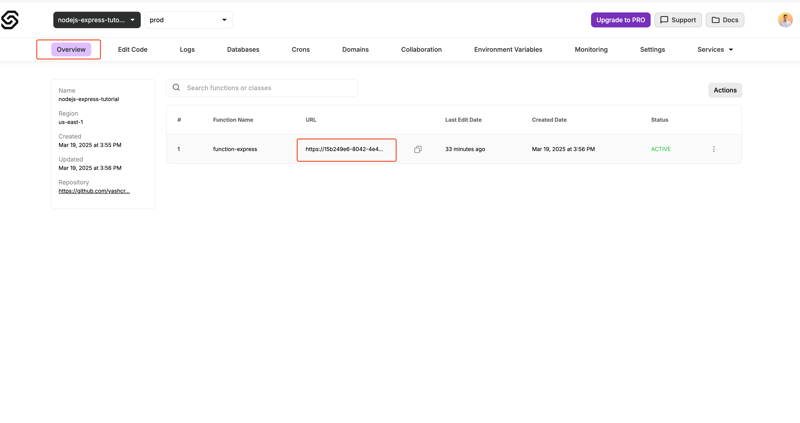 nodejs-express-tuto... prod Upgrade to PRO Support Docs
Overview Edit Code Logs Databases Crons Domains Collaboration Environment Variables Monitoring Settings Services
Name
nodejs-express-tutorial
Region
us-east-1
Created
Mar 19, 2025 at 3:55 PM
Updated
Mar 19, 2025 at 3:56 PM
Repository
https://github.com/yashcr...
Search functions or classes
Actions
# Function Name URL Last Edit Date Created Date Status
1 function-express https://15b249e6-8042-4e4... 33 minutes ago Mar 19, 2025 at 3:56 PM ACTIVE